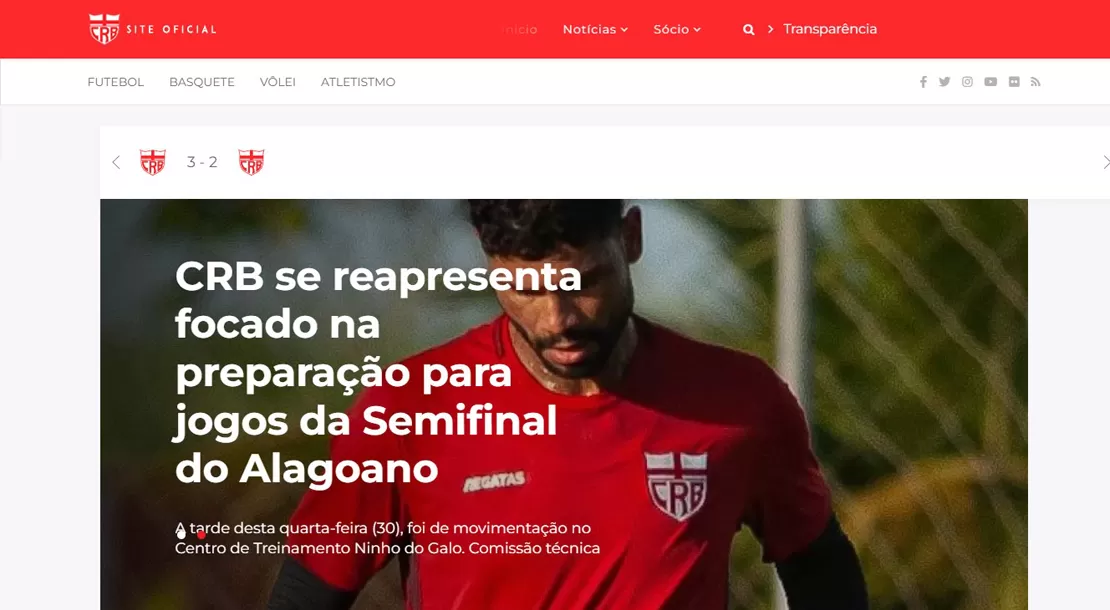 CRB SITE OFICIAL
Início Notícias Sócio Transparência
FUTEBOL BASQUETE VÔLEI ATLETISTMO
CRB 3 - 2 CRB
CRB se reapresenta
focado na
preparação para
jogos da Semifinal
do Alagoano
REGATAS
CRB
A tarde desta quarta-feira (30), foi de movimentação no
Centro de Treinamento Ninho do Galo. Comissão técnica